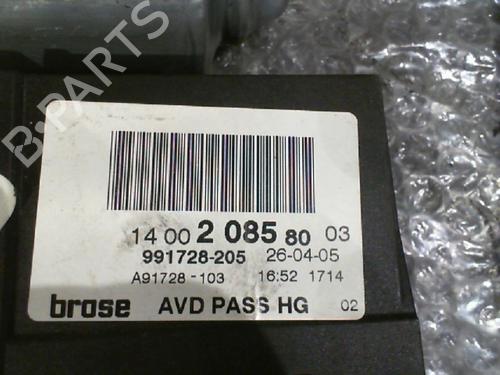 B-PARTS
14 00 2 085 80 03
991728-205 26-04-05
A91728-103 16:52 1714
brose AVD PASS HG 02